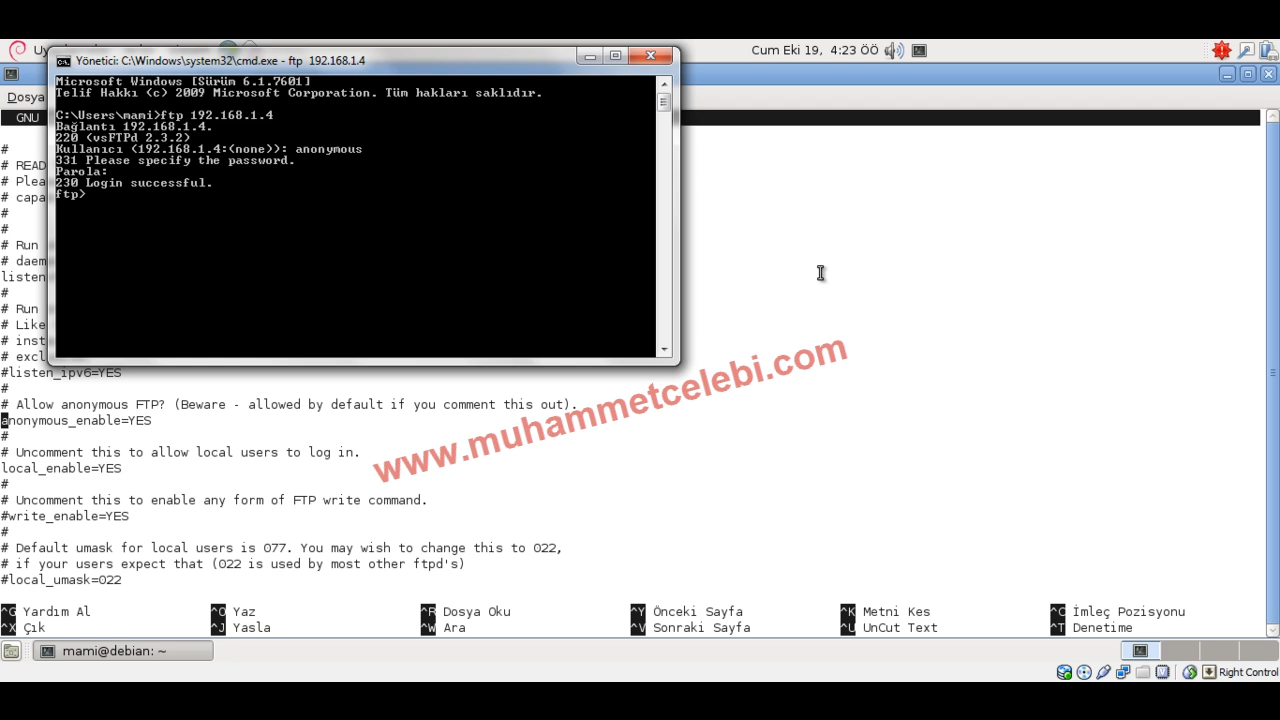 Uy
Cum Eki 19, 4:23 ÖÖ
Yönetici: C:\Windows\system32\cmd.exe - ftp 192.168.1.4
Microsoft Windows [Sürüm 6.1.7601]
Telif Hakkı (c) 2009 Microsoft Corporation. Tüm hakları saklıdır.
C:\Users\mami>ftp 192.168.1.4
Bağlantı 192.168.1.4.
220 (vsFTPd 2.3.2)
Kullanıcı (192.168.1.4:(none)): anonymous
331 Please specify the password.
Parola:
230 Login successful.
ftp>
Dosya
GNU
#
# READ
# Plea
# capa
#
#
# Run
# daem
listen
#
# Run
# Like
# inst
# excl
#listen_ipv6=YES
#
# Allow anonymous FTP? (Beware - allowed by default if you comment this out).
anonymous_enable=YES
#
# Uncomment this to allow local users to log in.
local_enable=YES
#
# Uncomment this to enable any form of FTP write command.
#write_enable=YES
#
# Default umask for local users is 077. You may wish to change this to 022,
# if your users expect that (022 is used by most other ftpd's)
#local_umask=022
www.muhammetcelebi.com
^G Yardım Al ^O Yaz ^R Dosya Oku ^Y Önceki Sayfa ^K Metni Kes ^C İmleç Pozisyonu
^X Çık ^J Yasla ^W Ara ^V Sonraki Sayfa ^U UnCut Text ^T Denetime
mami@debian: ~
Right Control